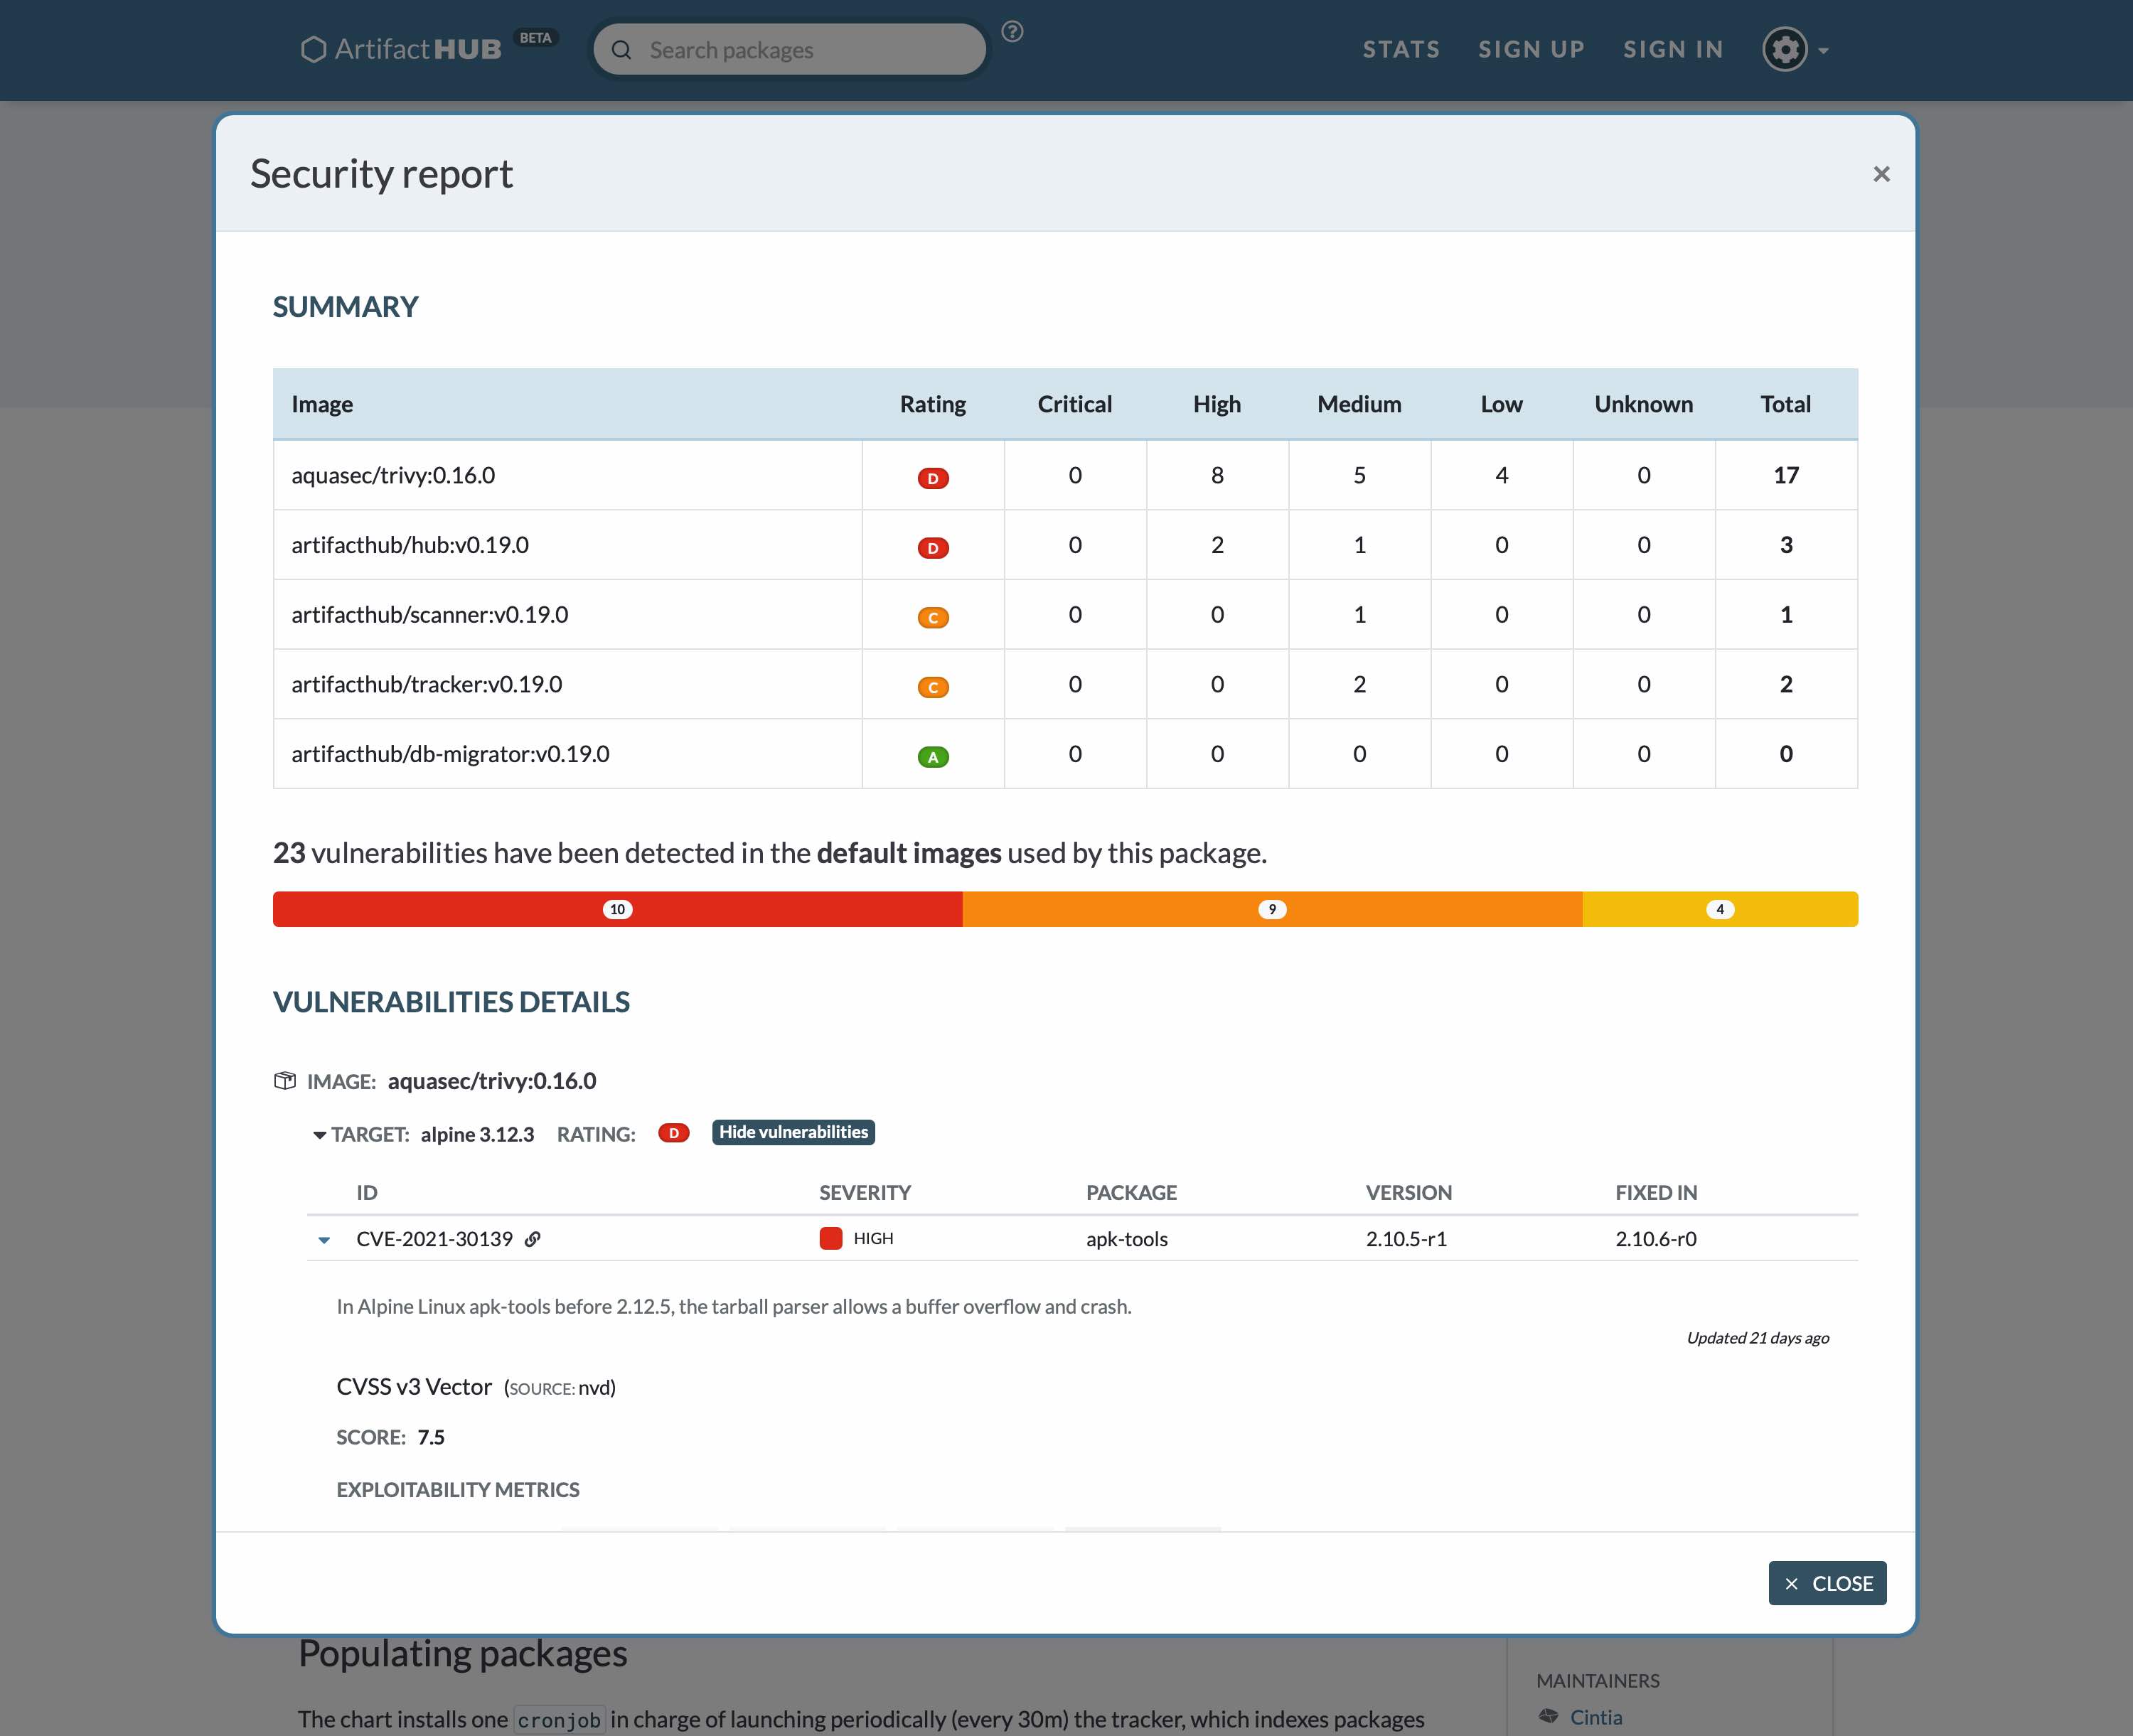 ArtifactHUB BETA Search packages ? STATS SIGN UP SIGN IN
Security report
SUMMARY
Image Rating Critical High Medium Low Unknown Total
aquasec/trivy:0.16.0 D 0 8 5 4 0 17
artifacthub/hub:v0.19.0 D 0 2 1 0 0 3
artifacthub/scanner:v0.19.0 C 0 0 1 0 0 1
artifacthub/tracker:v0.19.0 C 0 0 2 0 0 2
artifacthub/db-migrator:v0.19.0 A 0 0 0 0 0 0
23 vulnerabilities have been detected in the default images used by this package.
10 9 4
VULNERABILITIES DETAILS
IMAGE: aquasec/trivy:0.16.0
TARGET: alpine 3.12.3 RATING: D Hide vulnerabilities
ID SEVERITY PACKAGE VERSION FIXED IN
CVE-2021-30139 HIGH apk-tools 2.10.5-r1 2.10.6-r0
In Alpine Linux apk-tools before 2.12.5, the tarball parser allows a buffer overflow and crash.
Updated 21 days ago
CVSS v3 Vector (SOURCE: nvd)
SCORE: 7.5
EXPLOITABILITY METRICS
CLOSE
Populating packages
MAINTAINERS
The chart installs one cronjob in charge of launching periodically (every 30m) the tracker, which indexes packages
Cintia